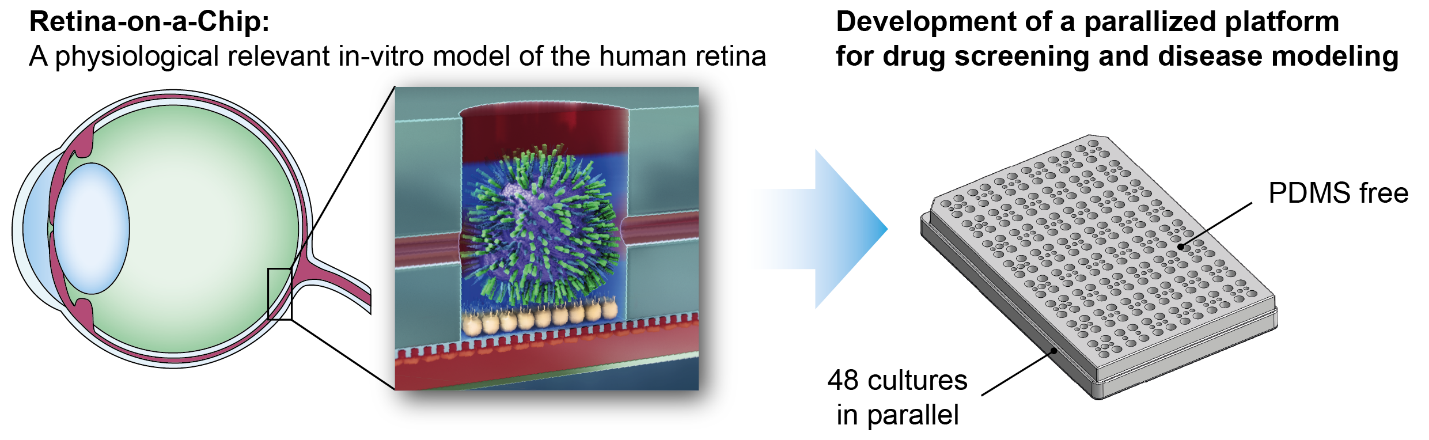 Retina-on-a-Chip:
A physiological relevant in-vitro model of the human retina
Development of a parallized platform
for drug screening and disease modeling
PDMS free
48 cultures
in parallel